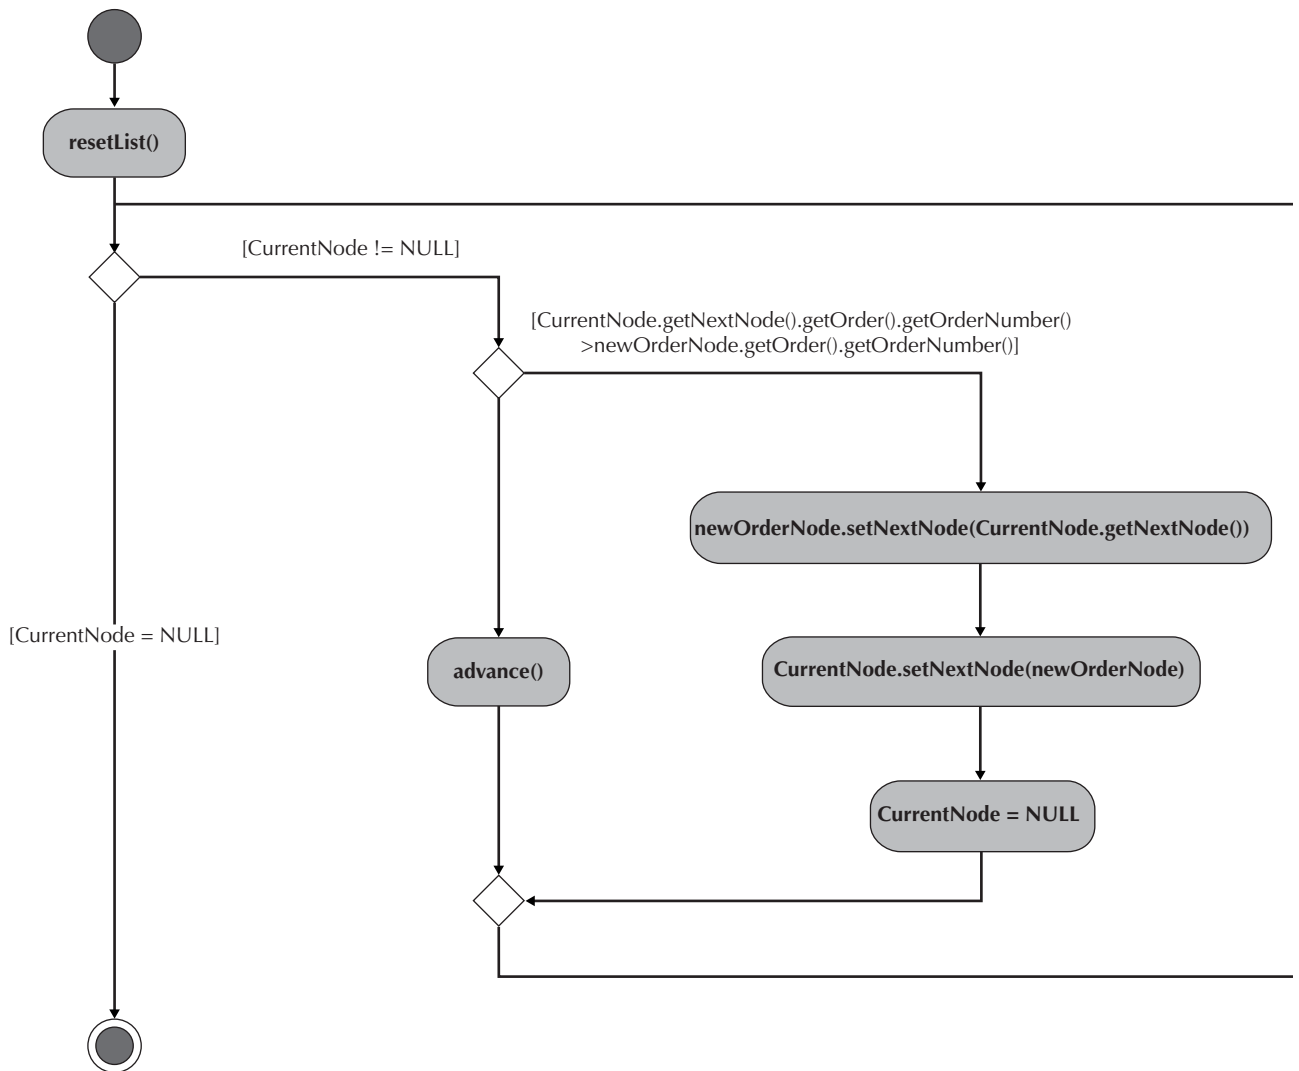 resetList()
[CurrentNode != NULL]
[CurrentNode.getNextNode().getOrder().getOrderNumber()
>newOrderNode.getOrder().getOrderNumber()]
newOrderNode.setNextNode(CurrentNode.getNextNode())
[CurrentNode = NULL]
advance()
CurrentNode.setNextNode(newOrderNode)
CurrentNode = NULL